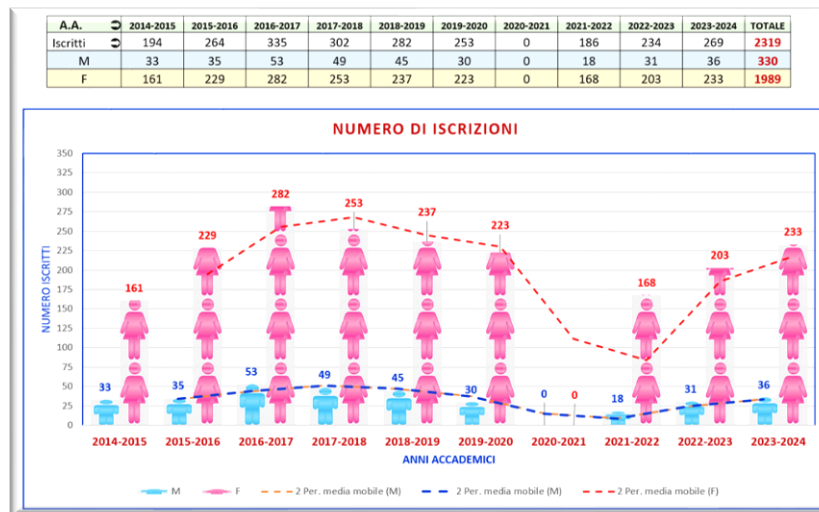 A.A. ➲ 2014-2015 2015-2016 2016-2017 2017-2018 2018-2019 2019-2020 2020-2021 2021-2022 2022-2023 2023-2024 TOTALE
Iscritti ➲ 194 264 335 302 282 253 0 186 234 269 2319
M 33 35 53 49 45 30 0 18 31 36 330
F 161 229 282 253 237 223 0 168 203 233 1989
NUMERO DI ISCRIZIONI
350
325
300
275
250
225
200
175
150
125
100
75
50
25
0
NUMERO ISCRITTI
161 229 282 253 237 223 0 168 203 233
33 35 53 49 45 30 0 18 31 36
2014-2015 2015-2016 2016-2017 2017-2018 2018-2019 2019-2020 2020-2021 2021-2022 2022-2023 2023-2024
ANNI ACCADEMICI
M F 2 Per. media mobile (M) 2 Per. media mobile (M) 2 Per. media mobile (F)